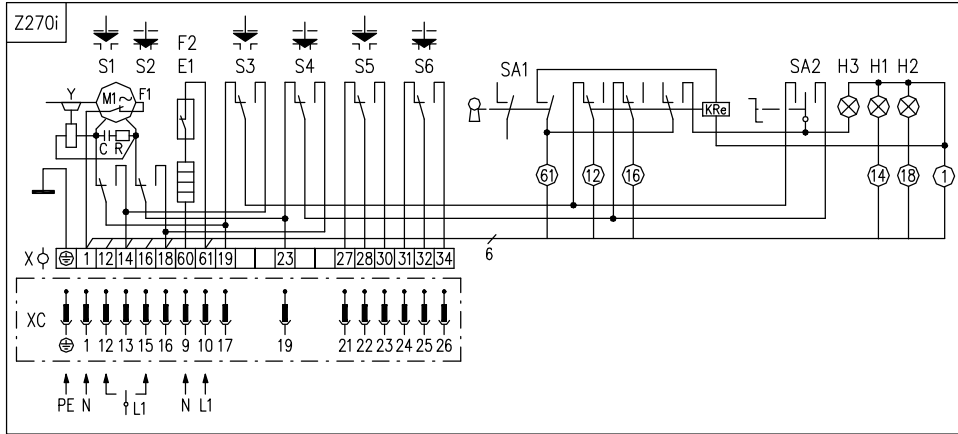 Z270i
S1 S2 F2 E1 S3 S4 S5 S6 SA1 SA2 H3 H1 H2
Y M1 F1
KRe
C R
61 12 16 14 18 1
6
X 1 12 14 16 18 60 61 19 23 27 28 30 31 32 34
XC
1 12 13 15 16 9 10 17 19 21 22 23 24 25 26
PE N L1 N L1